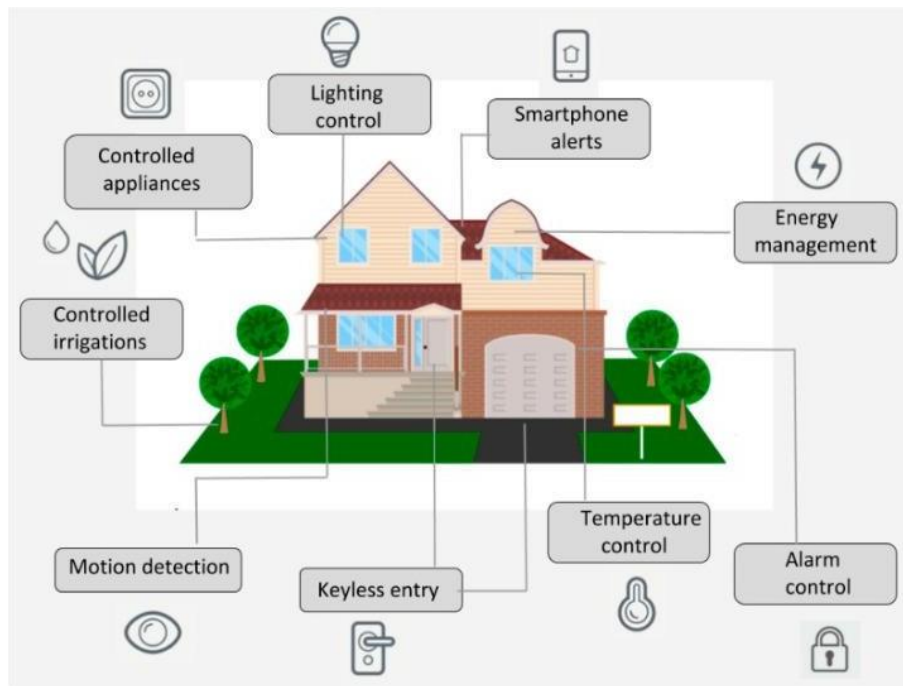 Lighting
control
Smartphone
alerts
Controlled
appliances
Energy
management
Controlled
irrigations
Temperature
control
Motion detection
Keyless entry
Alarm
control